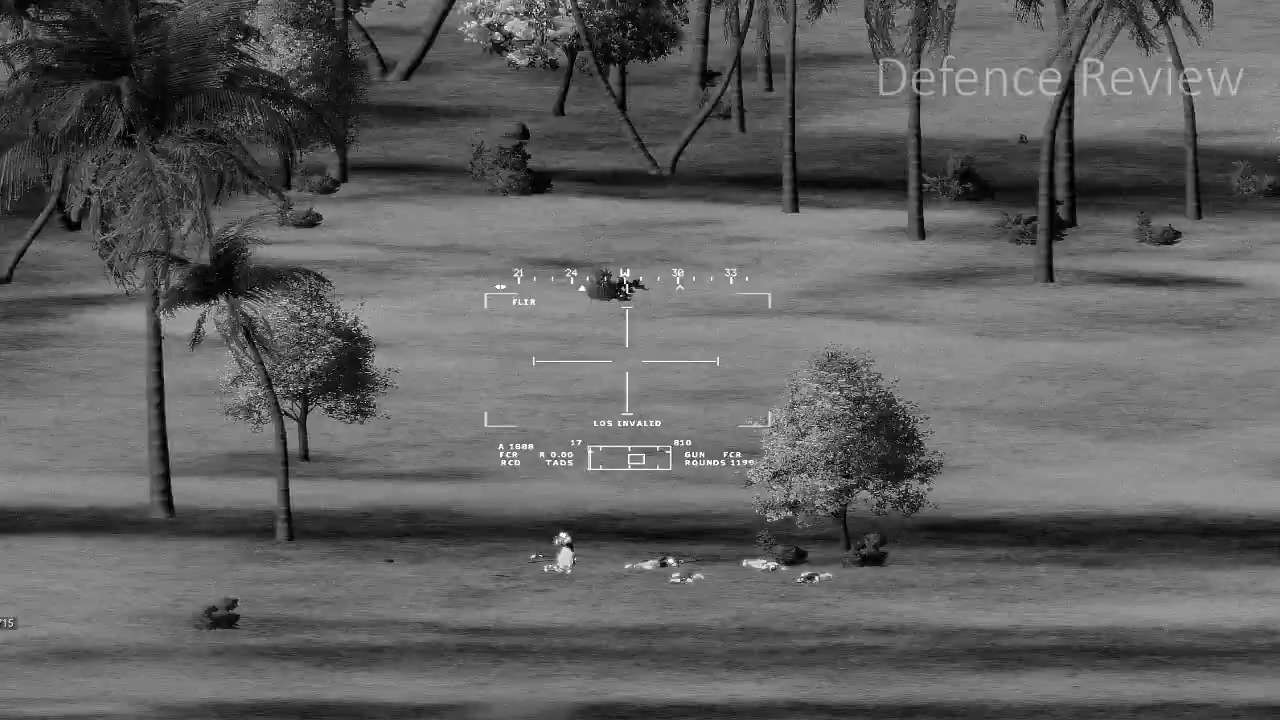 Defence Review
21 24 W 30 33
FLIR
LOS INVALID
17 810
A 1688
FCR R 0.00 GUN FCR
RCD TADS ROUNDS 1199
715